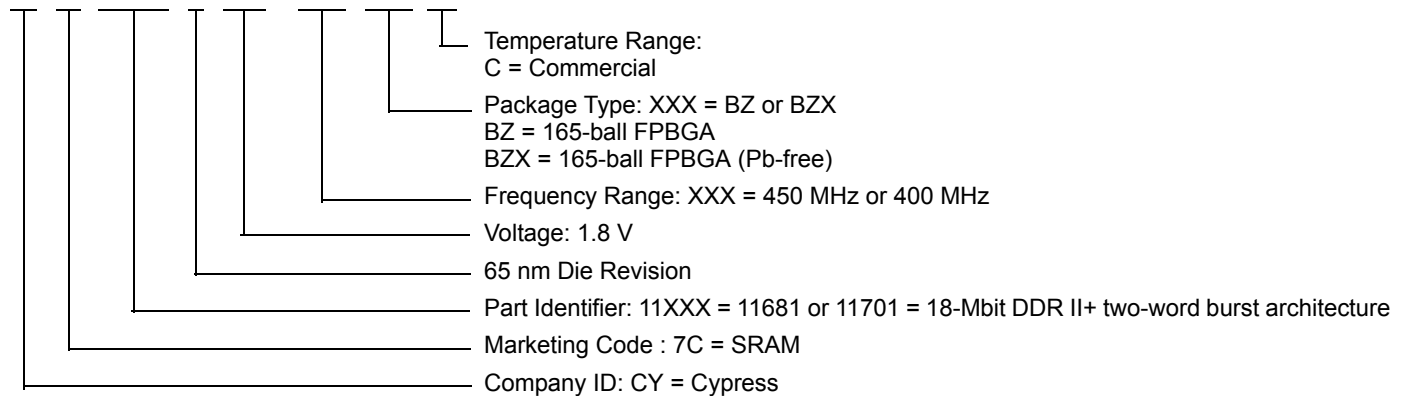 Temperature Range:
C = Commercial
Package Type: XXX = BZ or BZX
BZ = 165-ball FPBGA
BZX = 165-ball FPBGA (Pb-free)
Frequency Range: XXX = 450 MHz or 400 MHz
Voltage: 1.8 V
65 nm Die Revision
Part Identifier: 11XXX = 11681 or 11701 = 18-Mbit DDR II+ two-word burst architecture
Marketing Code : 7C = SRAM
Company ID: CY = Cypress